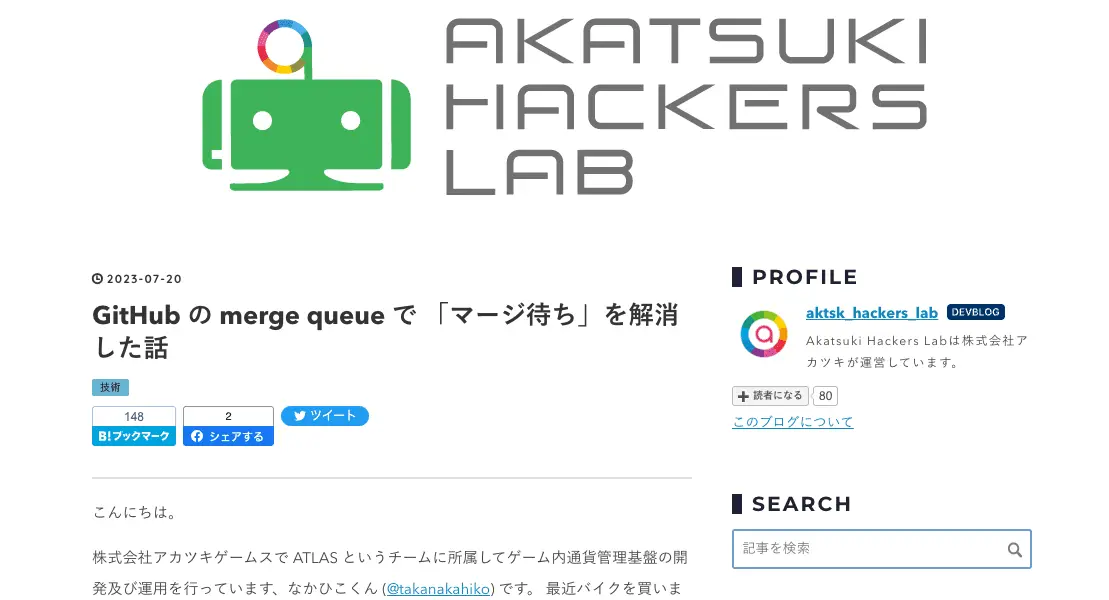 AKATSUKI
HACKERS
LAB
2023-07-20
GitHub の merge queue で 「マージ待ち」を解消
した話
技術
148
B!ブックマーク
2
シェアする
ツイート
こんにちは。
株式会社アカツキゲームスで ATLAS というチームに所属してゲーム内通貨管理基盤の開
発及び運用を行っています、なかひこくん (@takanakahiko) です。 最近バイクを買いま
PROFILE
aktsk_hackers_lab DEVBLOG
Akatsuki Hackers Labは株式会社ア
カツキが運営しています。
読者になる 80
このブログについて
SEARCH
記事を検索